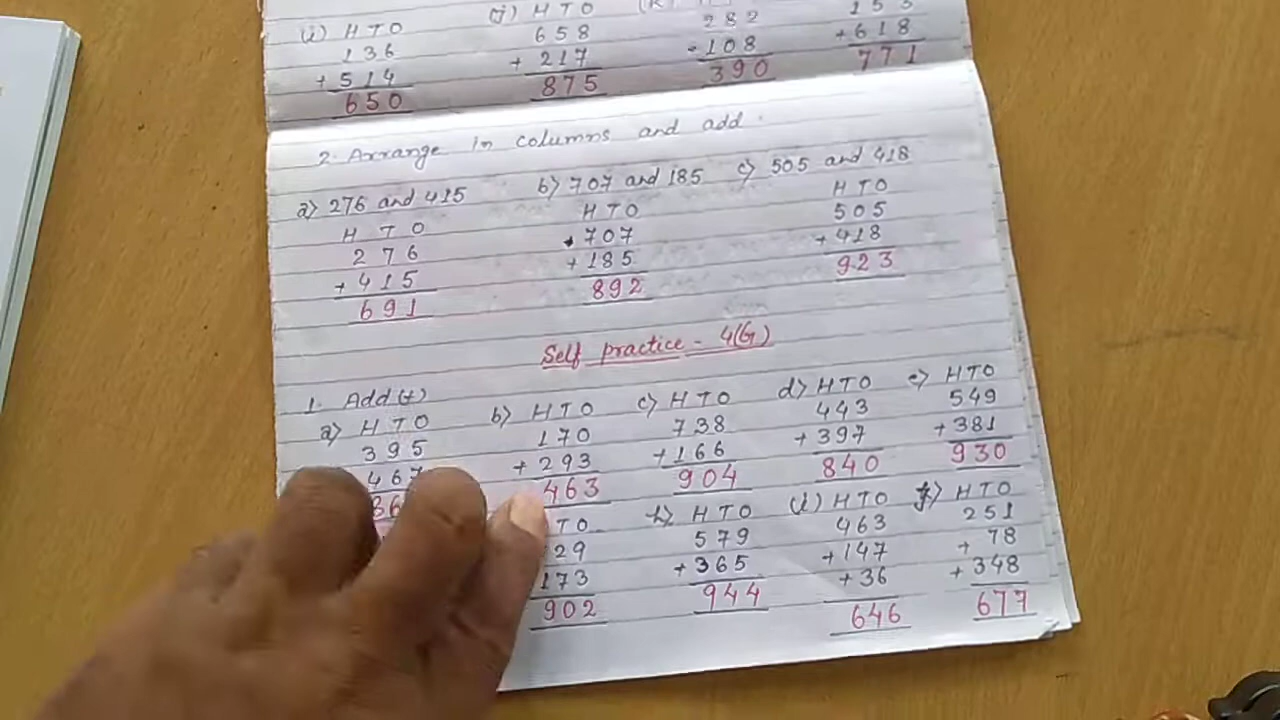 (i) H T O (j) H T O
136 658 282 153
+514 +217 108 +618
650 875 390 771
2. Arrange in columns and add.
a) 276 and 415 b) 707 and 185 c) 505 and 418
H T O H T O H T O
276 707 505
+415 +185 +418
691 892 923
Self practice - 4(G)
1. Add (+)
a) H T O b) H T O c) H T O d) H T O e) H T O
395 170 738 443 549
467 +293 +166 +397 +381
463 904 840 930
T O h) H T O (i) H T O j) H T O
29 579 463 251
173 +365 +147 +78
+36 +348
902 944 646 677